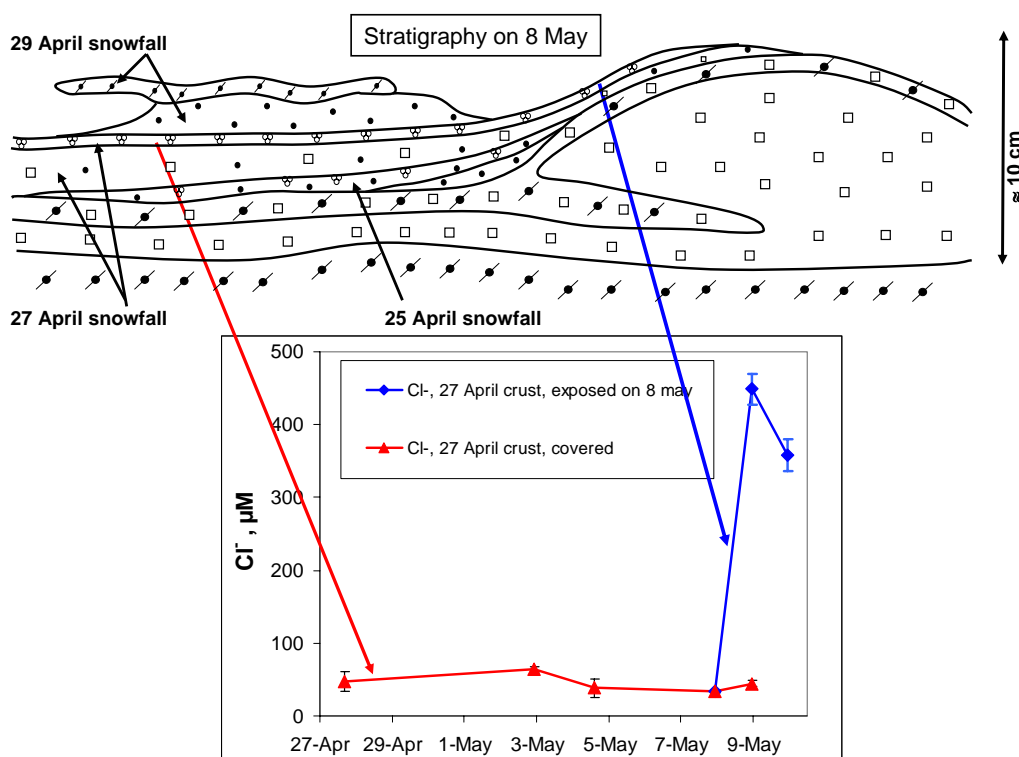 Stratigraphy on 8 May
29 April snowfall
≈ 10 cm
27 April snowfall
25 April snowfall
500
400
300
200
100
0
Cl⁻, µM
Cl-, 27 April crust, exposed on 8 may
Cl-, 27 April crust, covered
27-Apr 29-Apr 1-May 3-May 5-May 7-May 9-May